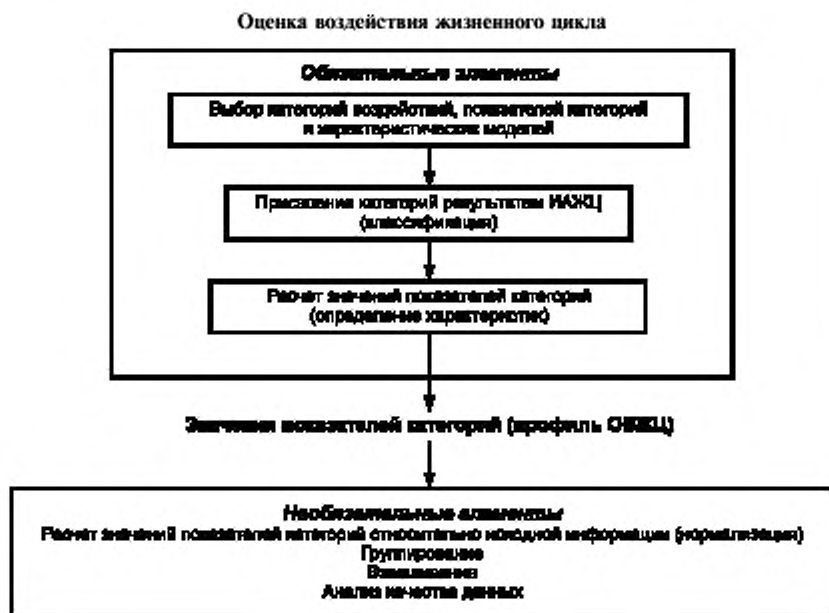 Оценка воздействия жизненного цикла
Обязательные элементы
Выбор категорий воздействий, показателей категорий
и характеристических моделей
Присвоение категорий результатам ИАЖЦ
(классификация)
Расчет значений показателей категорий
(определение характеристик)
Значения показателей категорий (профиль ОВЖЦ)
Необязательные элементы
Расчет значений показателей категорий относительно исходной информации (нормализация)
Группирование
Взвешивание
Анализ качества данных